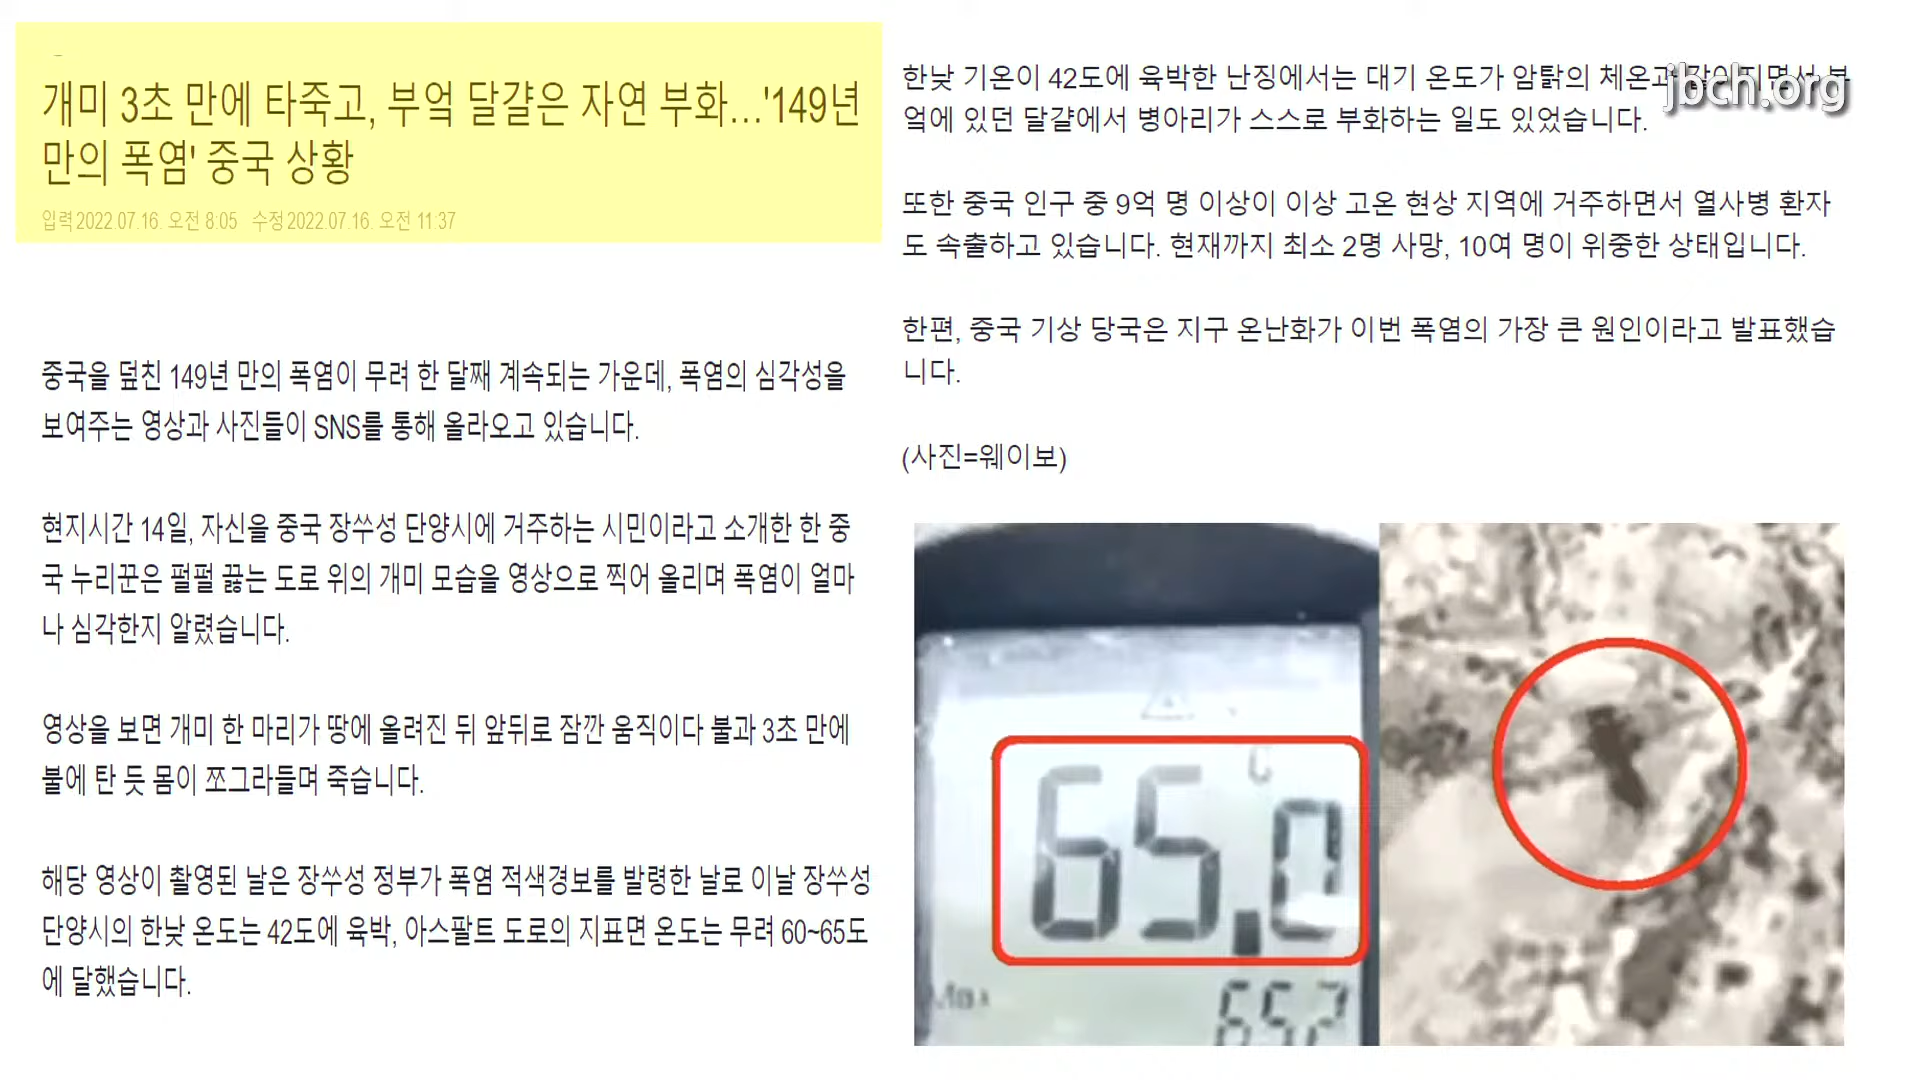 개미 3초 만에 타죽고, 부엌 달걀은 자연 부화...'149년
만의 폭염' 중국 상황
입력 2022.07.16. 오전 8:05 수정 2022.07.16. 오전 11:37
중국을 덮친 149년 만의 폭염이 무려 한 달째 계속되는 가운데, 폭염의 심각성을
보여주는 영상과 사진들이 SNS를 통해 올라오고 있습니다.
현지시간 14일, 자신을 중국 장쑤성 단양시에 거주하는 시민이라고 소개한 한 중
국 누리꾼은 펄펄 끓는 도로 위의 개미 모습을 영상으로 찍어 올리며 폭염이 얼마
나 심각한지 알렸습니다.
영상을 보면 개미 한 마리가 땅에 올려진 뒤 앞뒤로 잠깐 움직이다 불과 3초 만에
불에 탄 듯 몸이 쪼그라들며 죽습니다.
해당 영상이 촬영된 날은 장쑤성 정부가 폭염 적색경보를 발령한 날로 이날 장쑤성
단양시의 한낮 온도는 42도에 육박, 아스팔트 도로의 지표면 온도는 무려 60~65도
에 달했습니다.
한낮 기온이 42도에 육박한 난징에서는 대기 온도가 암탉의 체온과 같아지면서 부
엌에 있던 달걀에서 병아리가 스스로 부화하는 일도 있었습니다.
또한 중국 인구 중 9억 명 이상이 이상 고온 현상 지역에 거주하면서 열사병 환자
도 속출하고 있습니다. 현재까지 최소 2명 사망, 10여 명이 위중한 상태입니다.
한편, 중국 기상 당국은 지구 온난화가 이번 폭염의 가장 큰 원인이라고 발표했습
니다.
(사진=웨이보)
jbch.org
C
65.0
Max
652